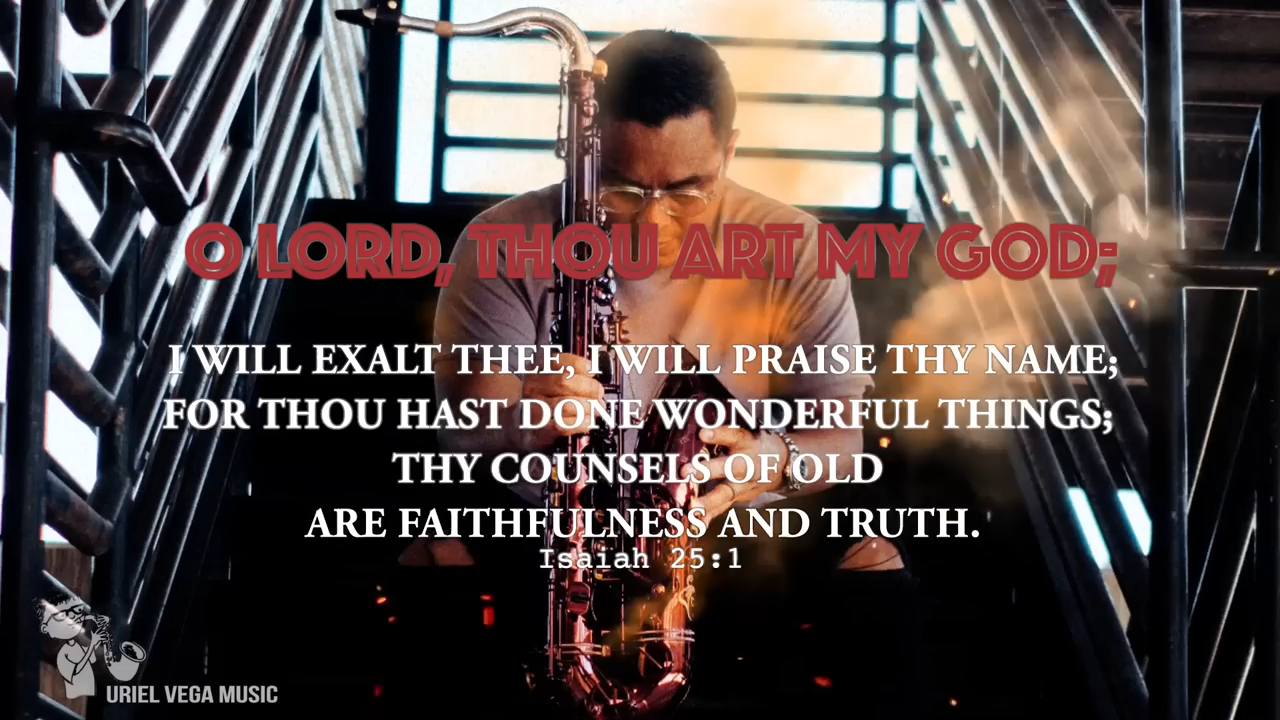 O LORD, THOU ART MY GOD;
I WILL EXALT THEE, I WILL PRAISE THY NAME;
FOR THOU HAST DONE WONDERFUL THINGS;
THY COUNSELS OF OLD
ARE FAITHFULNESS AND TRUTH.
Isaiah 25:1
URIEL VEGA MUSIC